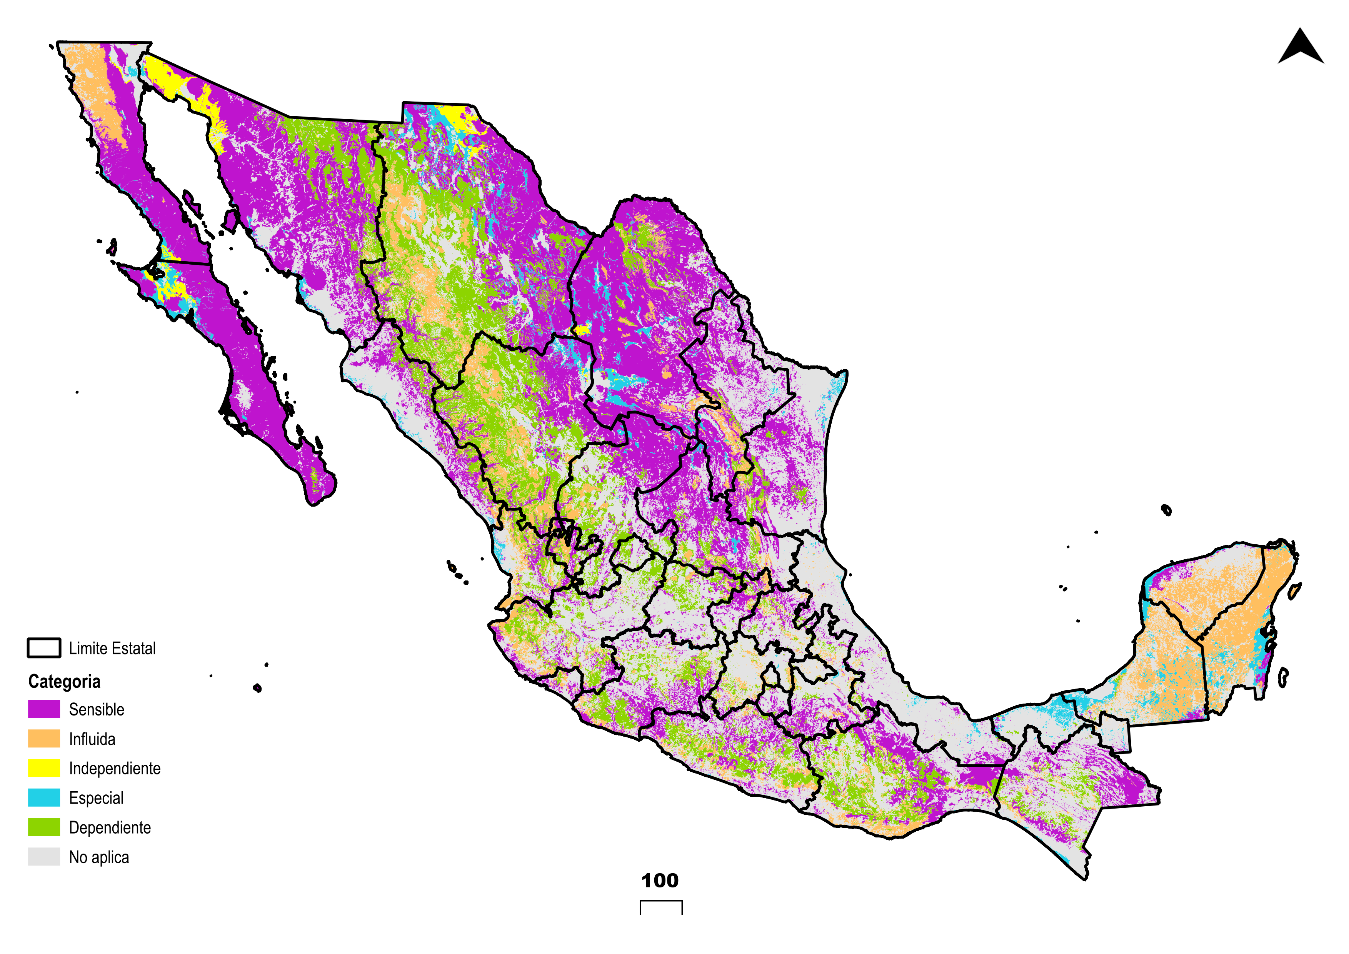 Limite Estatal
Categoria
Sensible
Influida
Independiente
Especial
Dependiente
No aplica
100